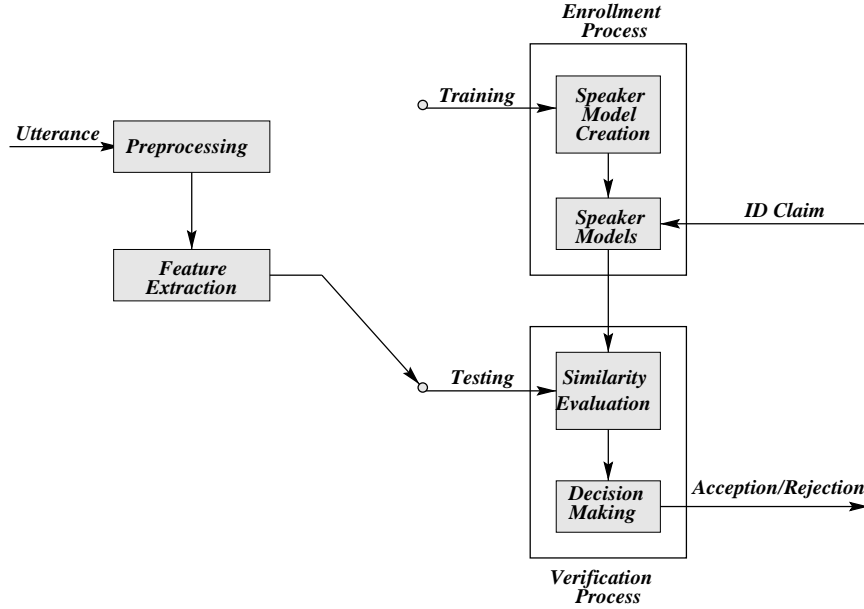 Enrollment
Process
Training
Speaker
Model
Creation
Utterance
Preprocessing
ID Claim
Speaker
Models
Feature
Extraction
Testing
Similarity
Evaluation
Decision
Making
Acception/Rejection
Verification
Process